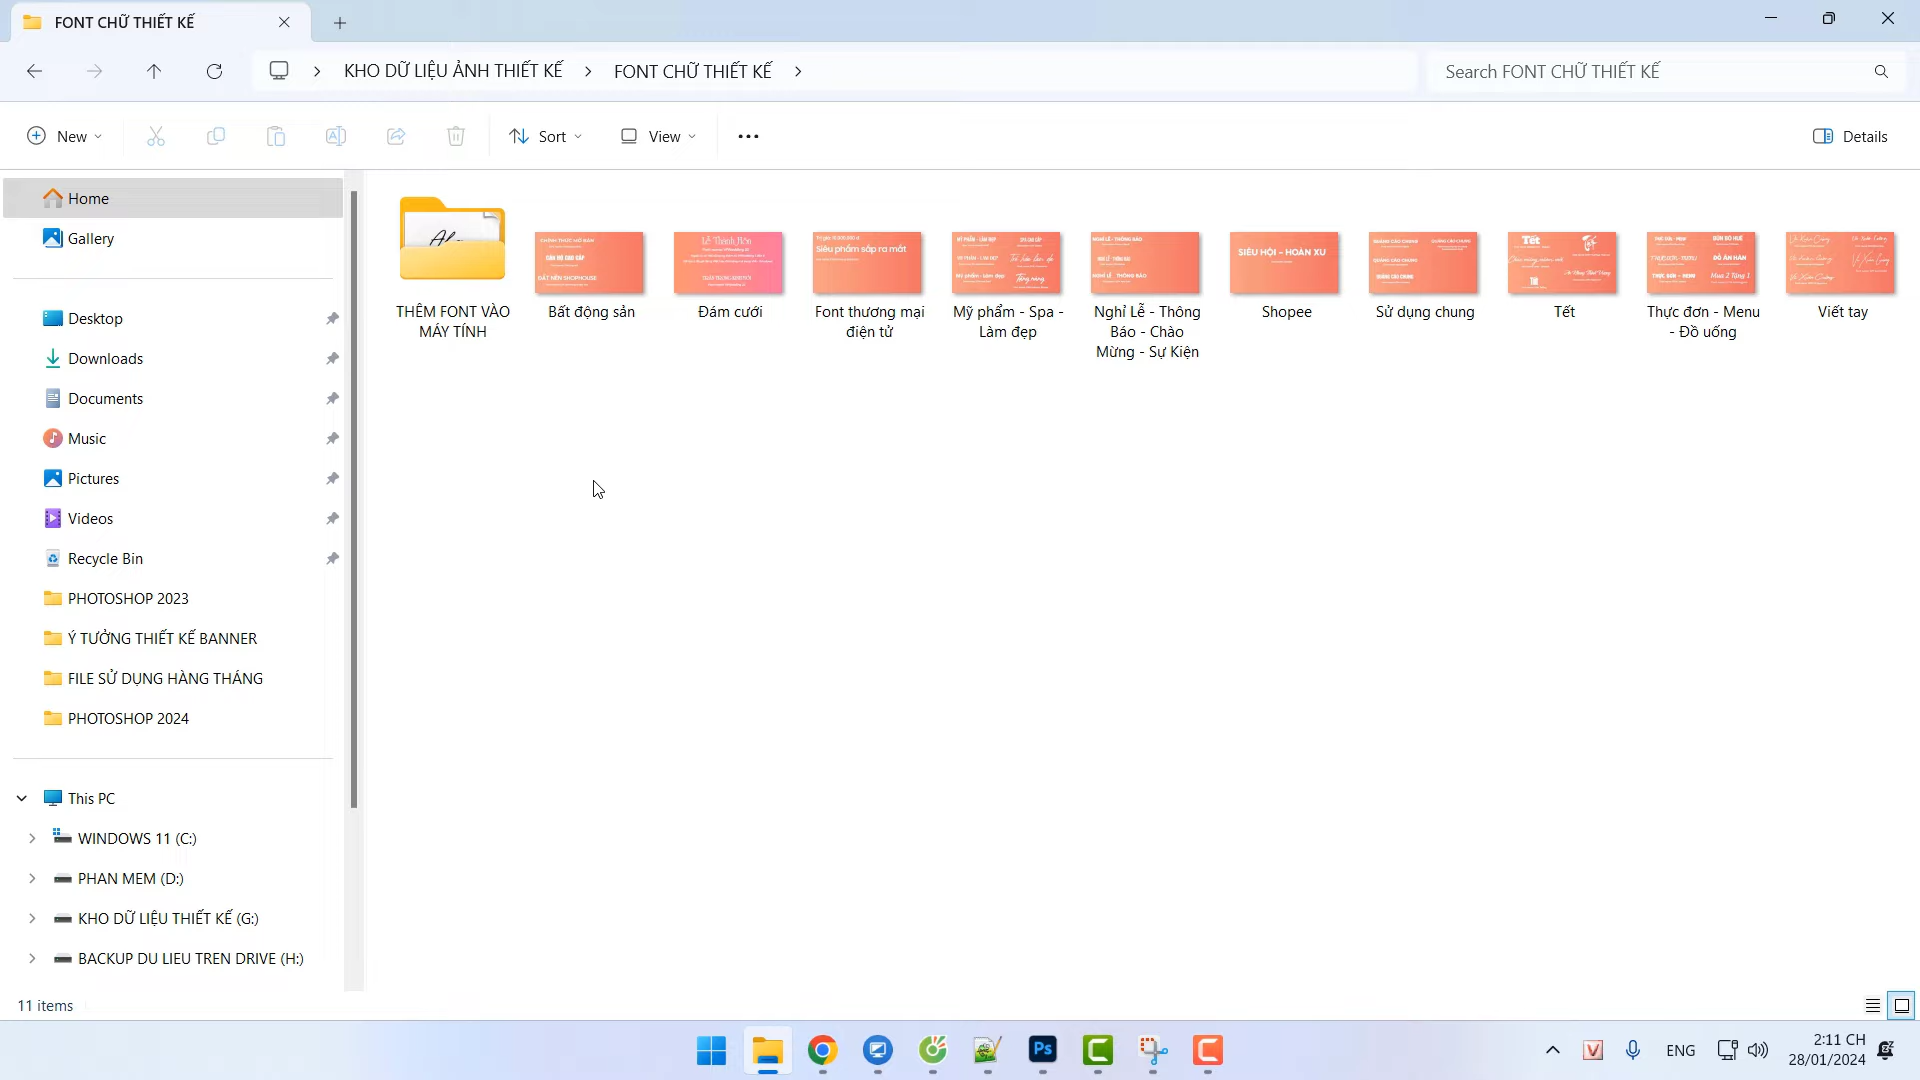 FONT CHỮ THIẾT KẾ
KHO DỮ LIỆU ẢNH THIẾT KẾ
FONT CHỮ THIẾT KẾ
Search FONT CHỮ THIẾT KẾ
New
Sort
View
Details
Home
Gallery
Desktop
Downloads
Documents
Music
Pictures
Videos
Recycle Bin
PHOTOSHOP 2023
Ý TƯỞNG THIẾT KẾ BANNER
FILE SỬ DỤNG HÀNG THÁNG
PHOTOSHOP 2024
This PC
WINDOWS 11 (C:)
PHAN MEM (D:)
KHO DỮ LIỆU THIẾT KẾ (G:)
BACKUP DU LIEU TREN DRIVE (H:)
Siêu phẩm sắp ra mắt
SIÊU HỘI - HOÀN XU
THÊM FONT VÀO
MÁY TÍNH
Bất động sản
Đám cưới
Font thương mại
điện tử
Mỹ phẩm - Spa -
Làm đẹp
Nghỉ Lễ - Thông
Báo - Chào
Mừng - Sự Kiện
Shopee
Sử dụng chung
Tết
Thực đơn - Menu
- Đồ uống
Viết tay
11 items
Ps
ENG
2:11 CH
28/01/2024